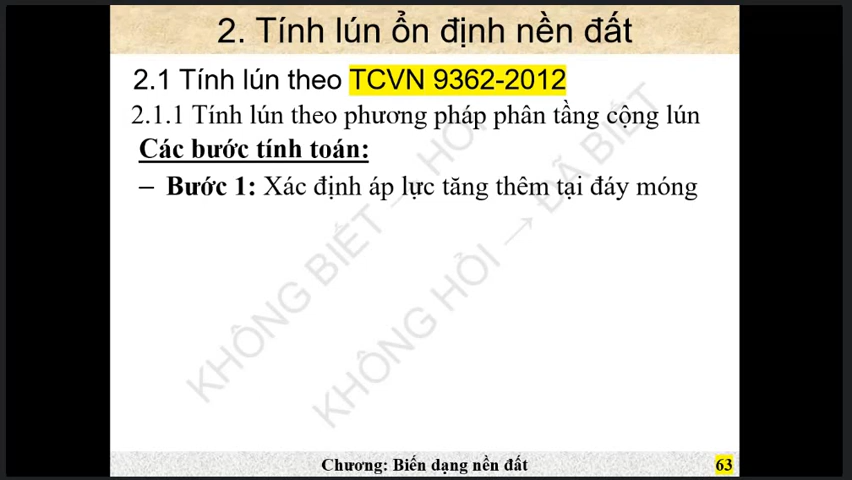 2. Tính lún ổn định nền đất
2.1 Tính lún theo TCVN 9362-2012
2.1.1 Tính lún theo phương pháp phân tầng cộng lún
Các bước tính toán:
– Bước 1: Xác định áp lực tăng thêm tại đáy móng
KHÔNG BIẾT → HỎI
KHÔNG HỎI → ĐÃ BIẾT
Chương: Biến dạng nền đất
63